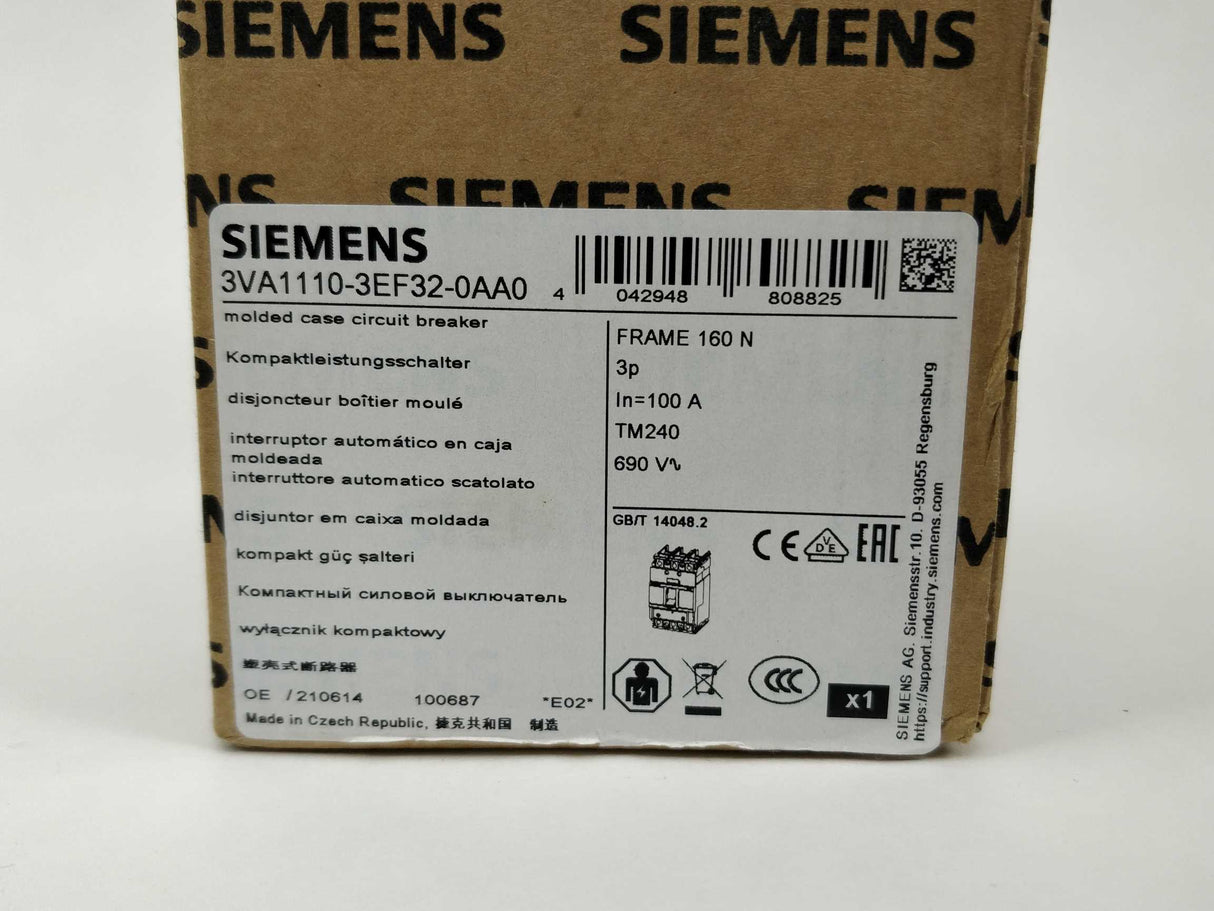 SIEMENS SIEMENS
SIEMENS
SIEMENS
3VA1110-3EF32-0AA0
4 042948 808825
molded case circuit breaker
Kompaktleistungsschalter
disjoncteur boîtier moulé
interruptor automático en caja
moldeada
interruttore automatico scatolato
disjuntor em caixa moldada
kompakt güç şalteri
Компактный силовой выключатель
wyłącznik kompaktowy
塑壳式断路器
OE /210614 100687 *E02*
Made in Czech Republic, 捷克共和国 制造
FRAME 160 N
3p
In=100 A
TM240
690 V∿
GB/T 14048.2
CE VDE EAC
CCC
x1
SIEMENS AG. Siemensstr.10. D-93055 Regensburg
https://support.industry.siemens.com